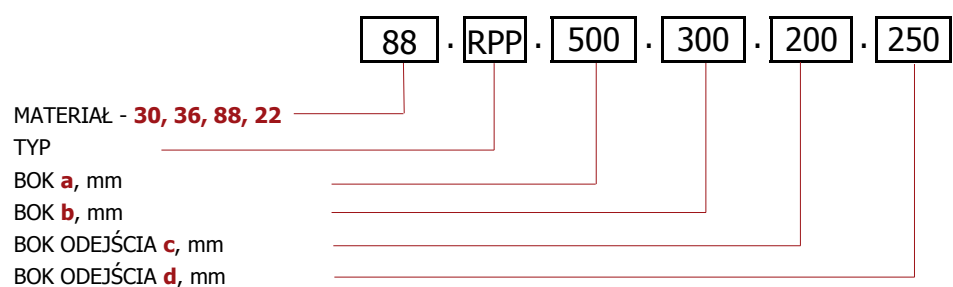 88 . RPP . 500 . 300 . 200 . 250
MATERIAŁ - 30, 36, 88, 22
TYP
BOK a, mm
BOK b, mm
BOK ODEJŚCIA c, mm
BOK ODEJŚCIA d, mm